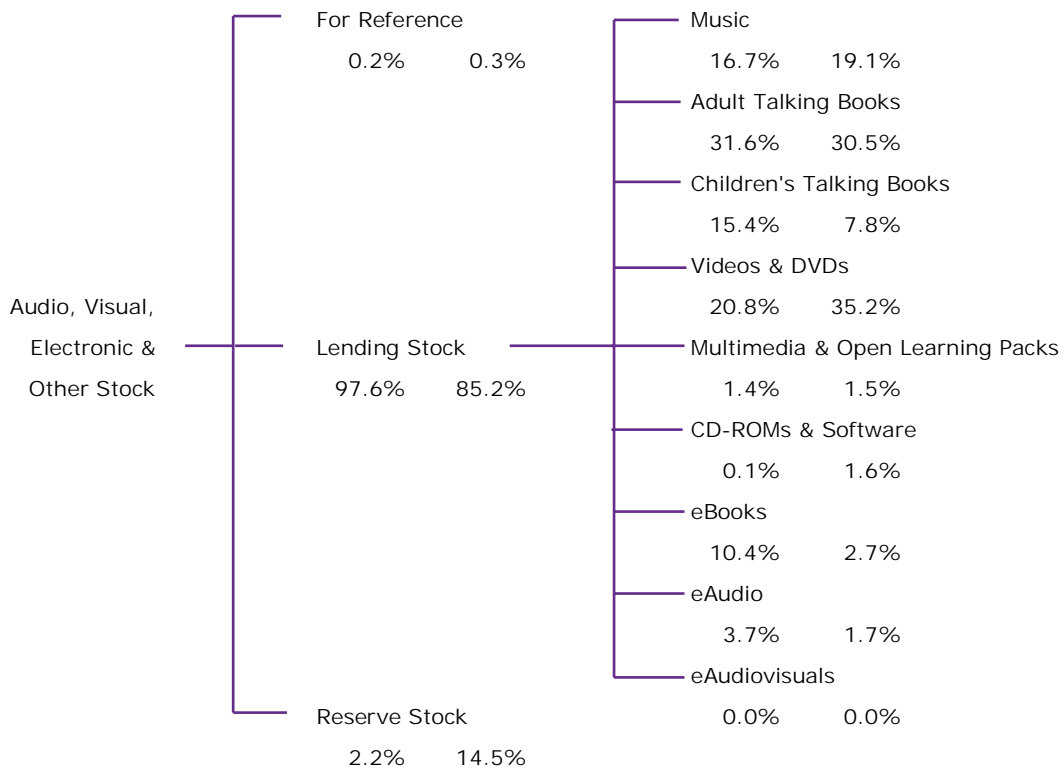 Audio, Visual,
Electronic &
Other Stock
For Reference
0.2% 0.3%
Lending Stock
97.6% 85.2%
Reserve Stock
2.2% 14.5%
Music
16.7% 19.1%
Adult Talking Books
31.6% 30.5%
Children's Talking Books
15.4% 7.8%
Videos & DVDs
20.8% 35.2%
Multimedia & Open Learning Packs
1.4% 1.5%
CD-ROMs & Software
0.1% 1.6%
eBooks
10.4% 2.7%
eAudio
3.7% 1.7%
eAudiovisuals
0.0% 0.0%